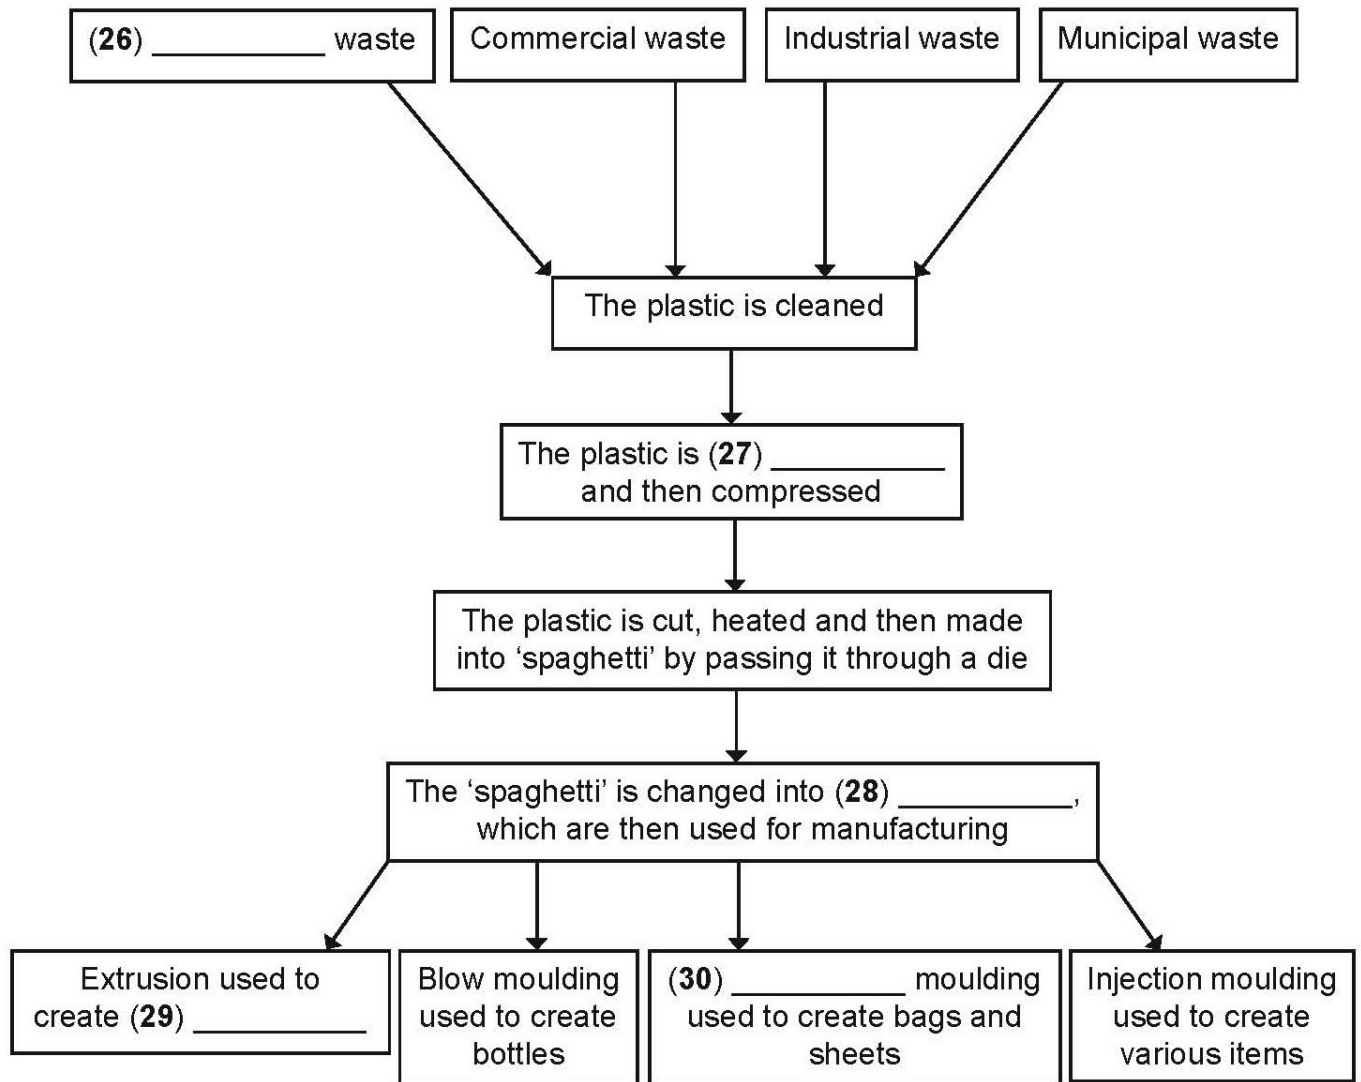 (26) __________ waste
Commercial waste
Industrial waste
Municipal waste
The plastic is cleaned
The plastic is (27) __________
and then compressed
The plastic is cut, heated and then made
into ‘spaghetti’ by passing it through a die
The ‘spaghetti’ is changed into (28) __________,
which are then used for manufacturing
Extrusion used to
create (29) __________
Blow moulding
used to create
bottles
(30) __________ moulding
used to create bags and
sheets
Injection moulding
used to create
various items